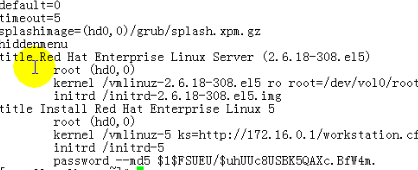 default=0
timeout=5
splashimage=(hd0,0)/grub/splash.xpm.gz
hiddenmenu
title Red Hat Enterprise Linux Server (2.6.18-308.el5)
root (hd0,0)
kernel /vmlinuz-2.6.18-308.el5 ro root=/dev/vol0/root
initrd /initrd-2.6.18-308.el5.img
title Install Red Hat Enterprise Linux 5
root (hd0,0)
kernel /vmlinuz-5 ks=http://172.16.0.1/workstation.cf
initrd /initrd-5
password --md5 $1$FSUEU/$uhUUc8USBK5QAXc.BfW4m.